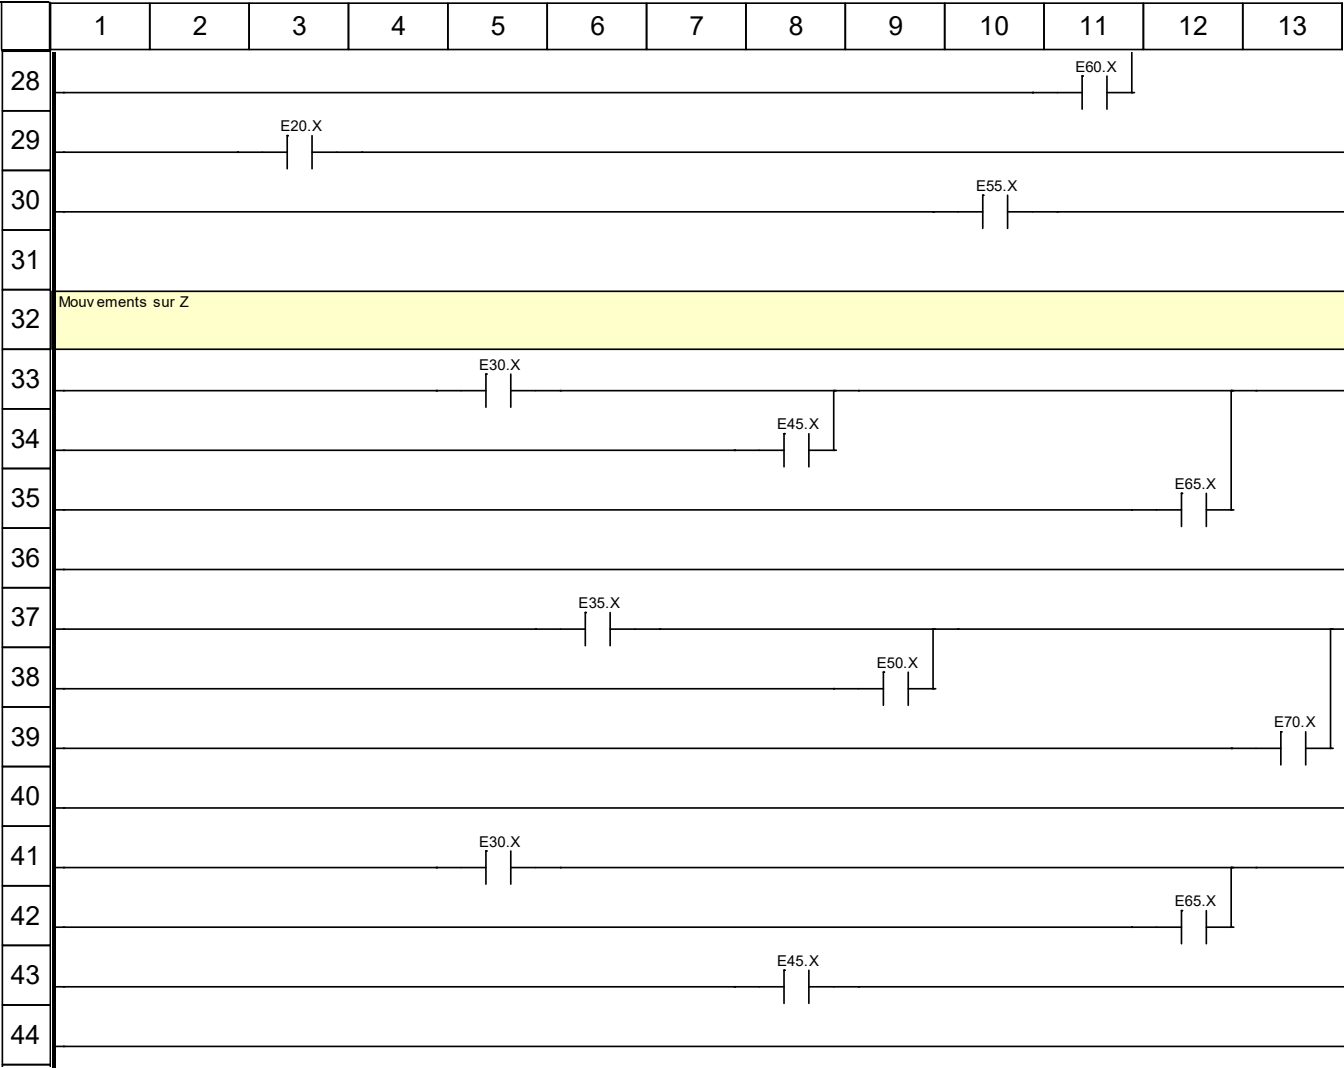 1 2 3 4 5 6 7 8 9 10 11 12 13
28 E60.X
29 E20.X
30 E55.X
31
32 Mouvements sur Z
33 E30.X
34 E45.X
35 E65.X
36
37 E35.X
38 E50.X
39 E70.X
40
41 E30.X
42 E65.X
43 E45.X
44